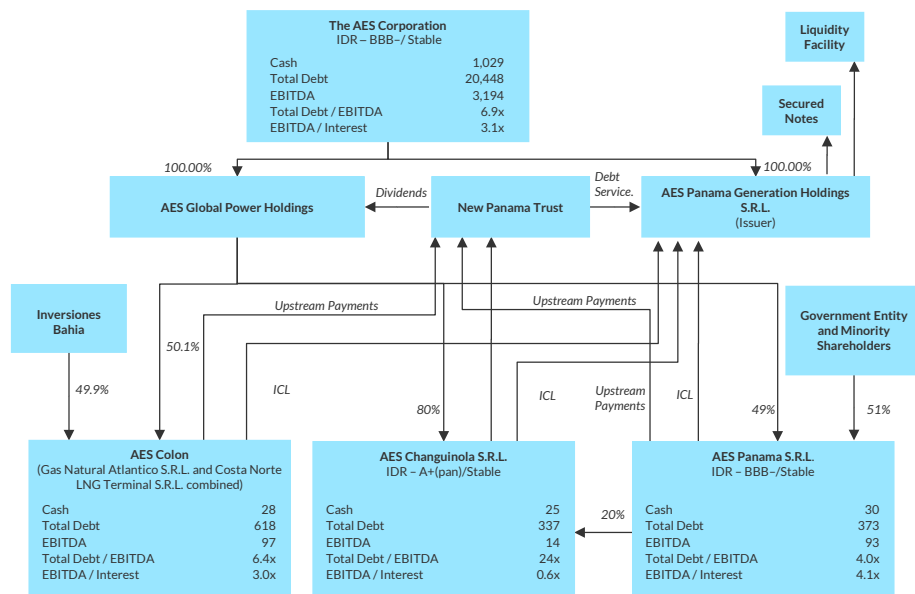 The AES Corporation
IDR – BBB–/ Stable
Cash 1,029
Total Debt 20,448
EBITDA 3,194
Total Debt / EBITDA 6.9x
EBITDA / Interest 3.1x
Liquidity
Facility
Secured
Notes
100.00%
100.00%
AES Global Power Holdings
Dividends
New Panama Trust
Debt
Service.
AES Panama Generation Holdings
S.R.L.
(Issuer)
Inversiones
Bahia
Upstream Payments
Upstream Payments
Government Entity
and Minority
Shareholders
50.1%
49.9%
ICL
80%
ICL
Upstream
Payments
ICL
49%
51%
AES Colon
(Gas Natural Atlantico S.R.L. and Costa Norte
LNG Terminal S.R.L. combined)
Cash 28
Total Debt 618
EBITDA 97
Total Debt / EBITDA 6.4x
EBITDA / Interest 3.0x
AES Changuinola S.R.L.
IDR – A+(pan)/Stable
Cash 25
Total Debt 337
EBITDA 14
Total Debt / EBITDA 24x
EBITDA / Interest 0.6x
20%
AES Panama S.R.L.
IDR – BBB–/Stable
Cash 30
Total Debt 373
EBITDA 93
Total Debt / EBITDA 4.0x
EBITDA / Interest 4.1x